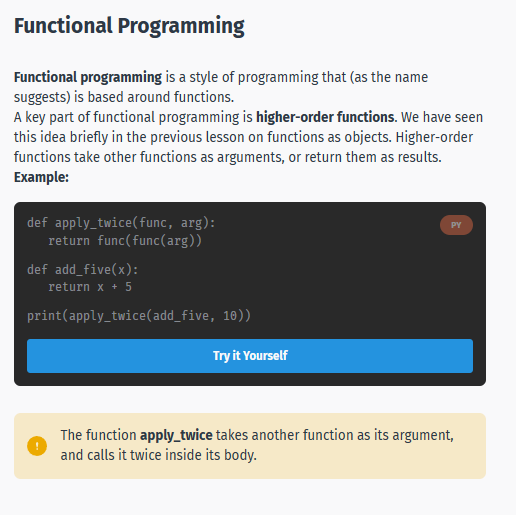 Functional Programming
Functional programming is a style of programming that (as the name
suggests) is based around functions.
A key part of functional programming is higher-order functions. We have seen
this idea briefly in the previous lesson on functions as objects. Higher-order
functions take other functions as arguments, or return them as results.
Example:
def apply_twice(func, arg):
   return func(func(arg))
PY
def add_five(x):
   return x + 5
print(apply_twice(add_five, 10))
Try it Yourself
The function apply_twice takes another function as its argument,
and calls it twice inside its body.